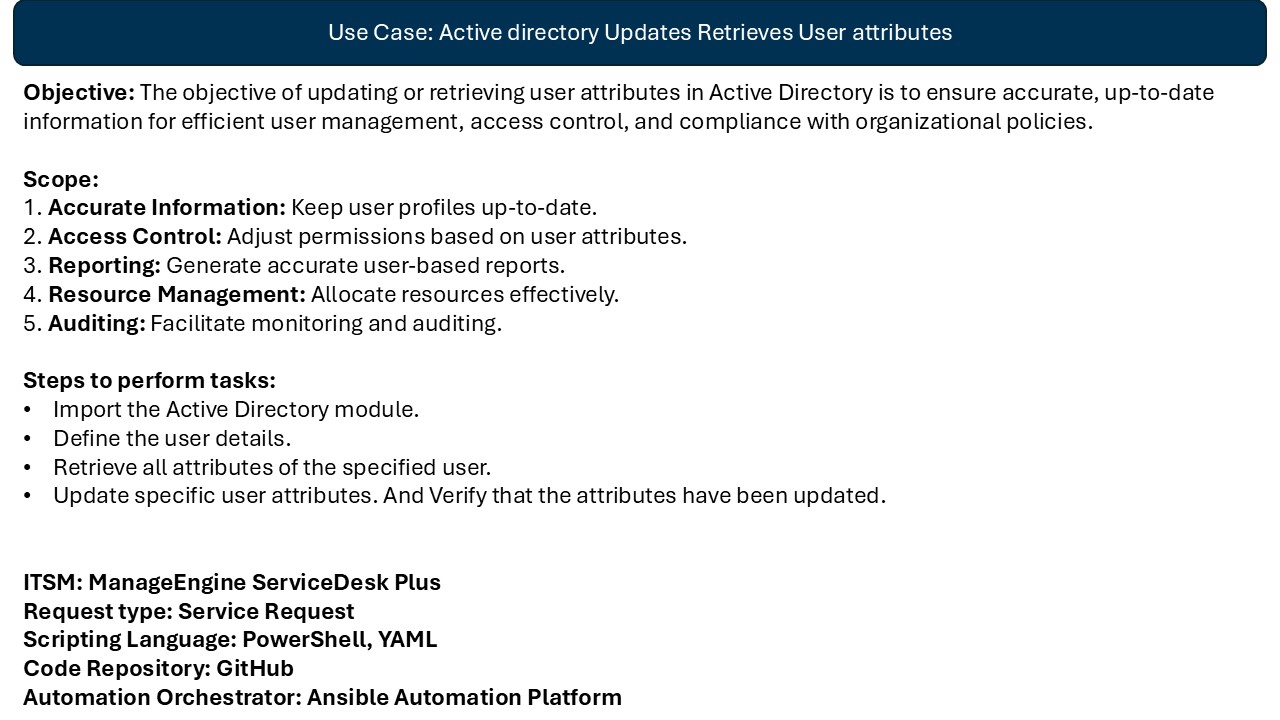 Use Case: Active directory Updates Retrieves User attributes
Objective: The objective of updating or retrieving user attributes in Active Directory is to ensure accurate, up-to-date
information for efficient user management, access control, and compliance with organizational policies.
Scope:
1. Accurate Information: Keep user profiles up-to-date.
2. Access Control: Adjust permissions based on user attributes.
3. Reporting: Generate accurate user-based reports.
4. Resource Management: Allocate resources effectively.
5. Auditing: Facilitate monitoring and auditing.
Steps to perform tasks:
• Import the Active Directory module.
• Define the user details.
• Retrieve all attributes of the specified user.
• Update specific user attributes. And Verify that the attributes have been updated.
ITSM: ManageEngine ServiceDesk Plus
Request type: Service Request
Scripting Language: PowerShell, YAML
Code Repository: GitHub
Automation Orchestrator: Ansible Automation Platform